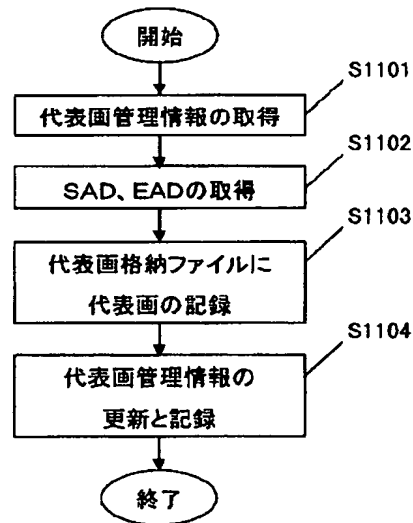 開始
S1101
代表画管理情報の取得
S1102
SAD、EADの取得
S1103
代表画格納ファイルに
代表画の記録
S1104
代表画管理情報の
更新と記録
終了